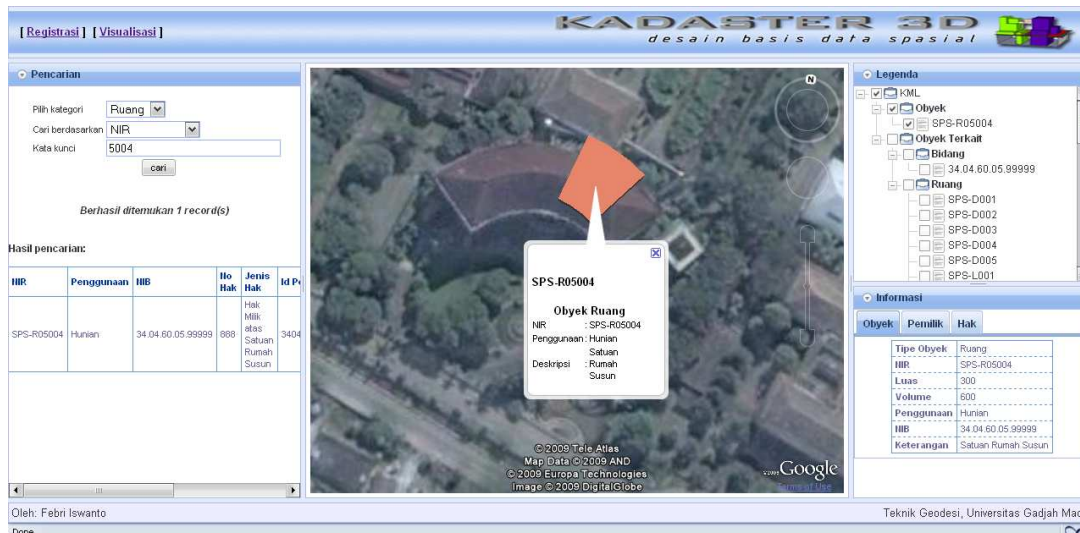 [ Registrasi ] [ Visualisasi ]
KADASTER 3D
desain basis data spasial
Pencarian
Pilih kategori Ruang
Cari berdasarkan NIR
Kata kunci 5004
cari
Berhasil ditemukan 1 record(s)
Hasil pencarian:
NIR Penggunaan NIB No Hak Jenis Hak Id P
SPS-R05004 Hunian 34.04.60.05.99999 888 Hak Milik atas Satuan Rumah Susun 3404
N
SPS-R05004
Obyek Ruang
NIR : SPS-R05004
Penggunaan : Hunian
Deskripsi : Satuan Rumah Susun
© 2009 Tele Atlas
Map Data © 2009 AND
© 2009 Europa Technologies
Image © 2009 DigitalGlobe
Google
Terms of Use
Legenda
KML
Obyek
SPS-R05004
Obyek Terkait
Bidang
34.04.60.05.99999
Ruang
SPS-D001
SPS-D002
SPS-D003
SPS-D004
SPS-D005
SPS-L001
Informasi
Obyek Pemilik Hak
Tipe Obyek Ruang
NIR SPS-R05004
Luas 300
Volume 600
Penggunaan Hunian
NIB 34.04.60.05.99999
Keterangan Satuan Rumah Susun
Oleh: Febri Iswanto
Teknik Geodesi, Universitas Gadjah Mad
Done